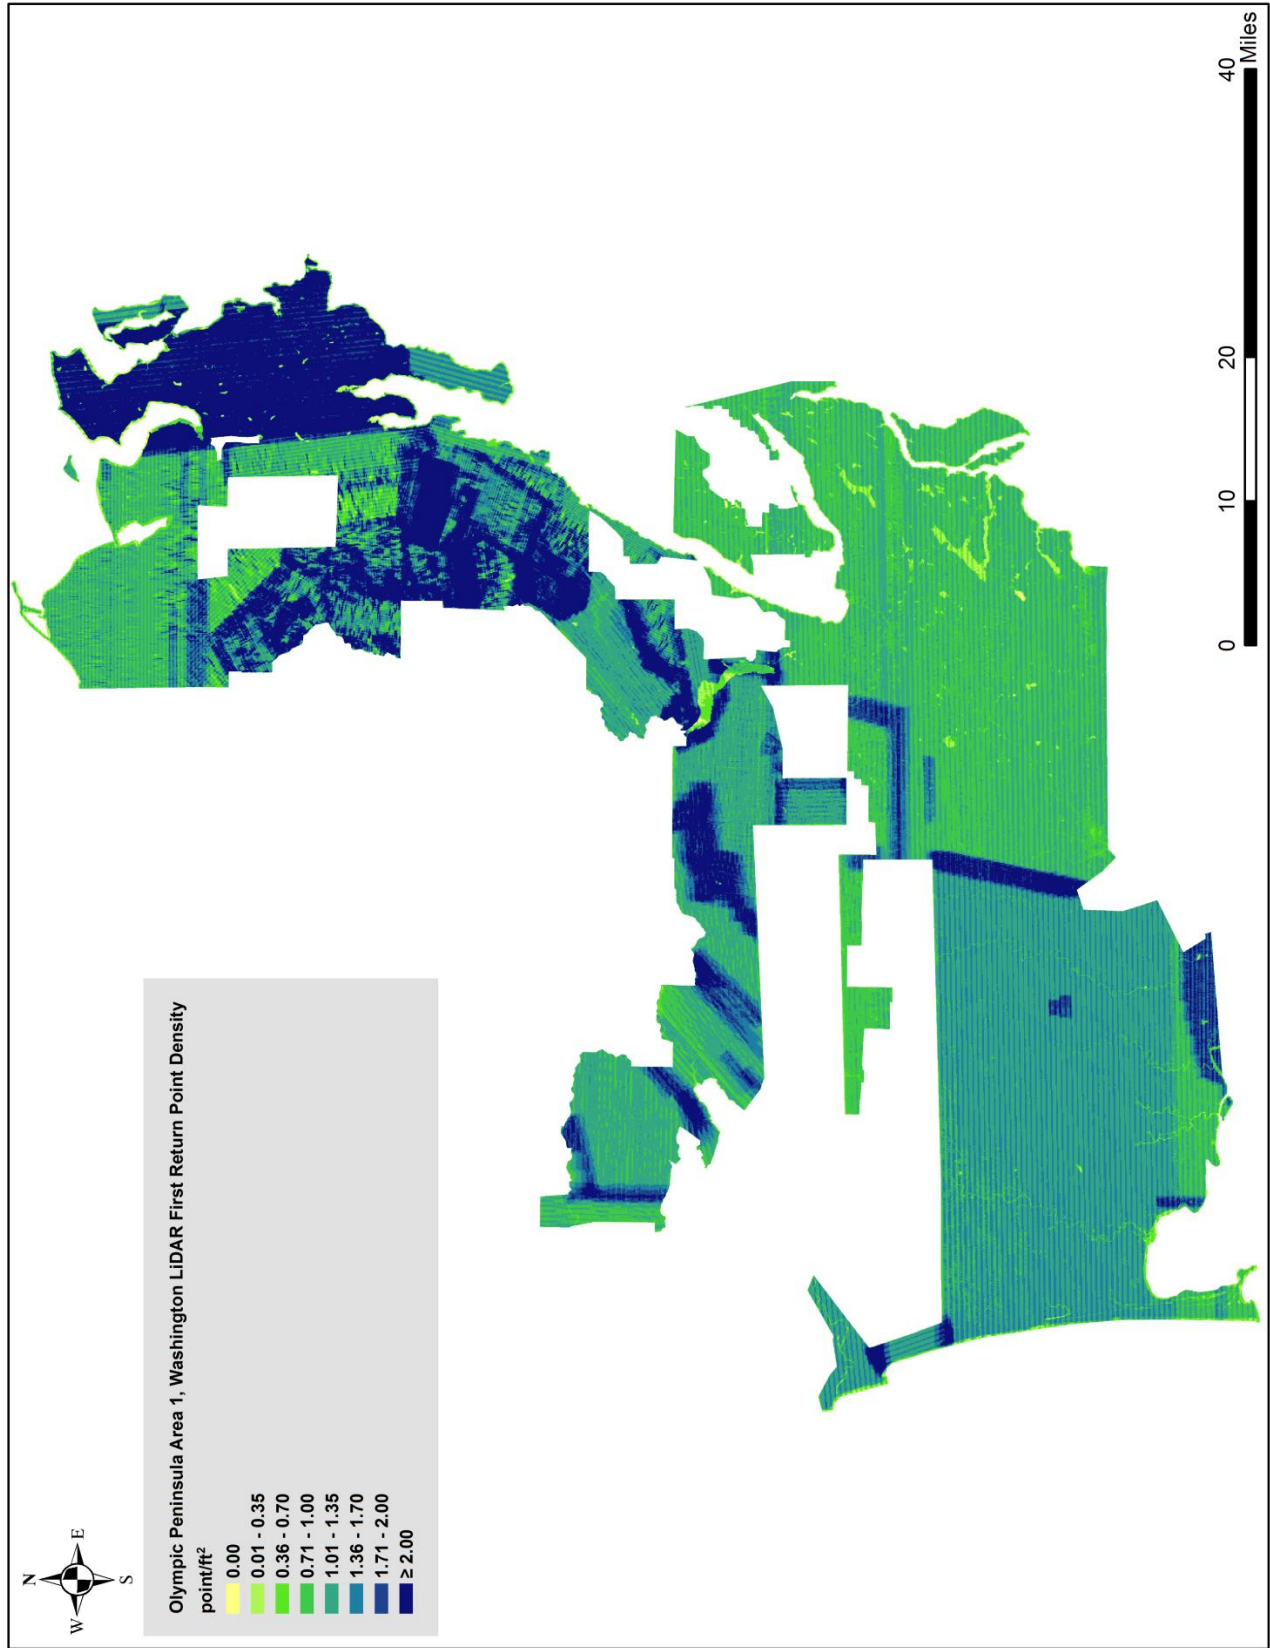 N
W
E
S
Olympic Peninsula Area 1, Washington LiDAR First Return Point Density
point/ft²
0.00
0.01 - 0.35
0.36 - 0.70
0.71 - 1.00
1.01 - 1.35
1.36 - 1.70
1.71 - 2.00
≥ 2.00
0 10 20 40
Miles